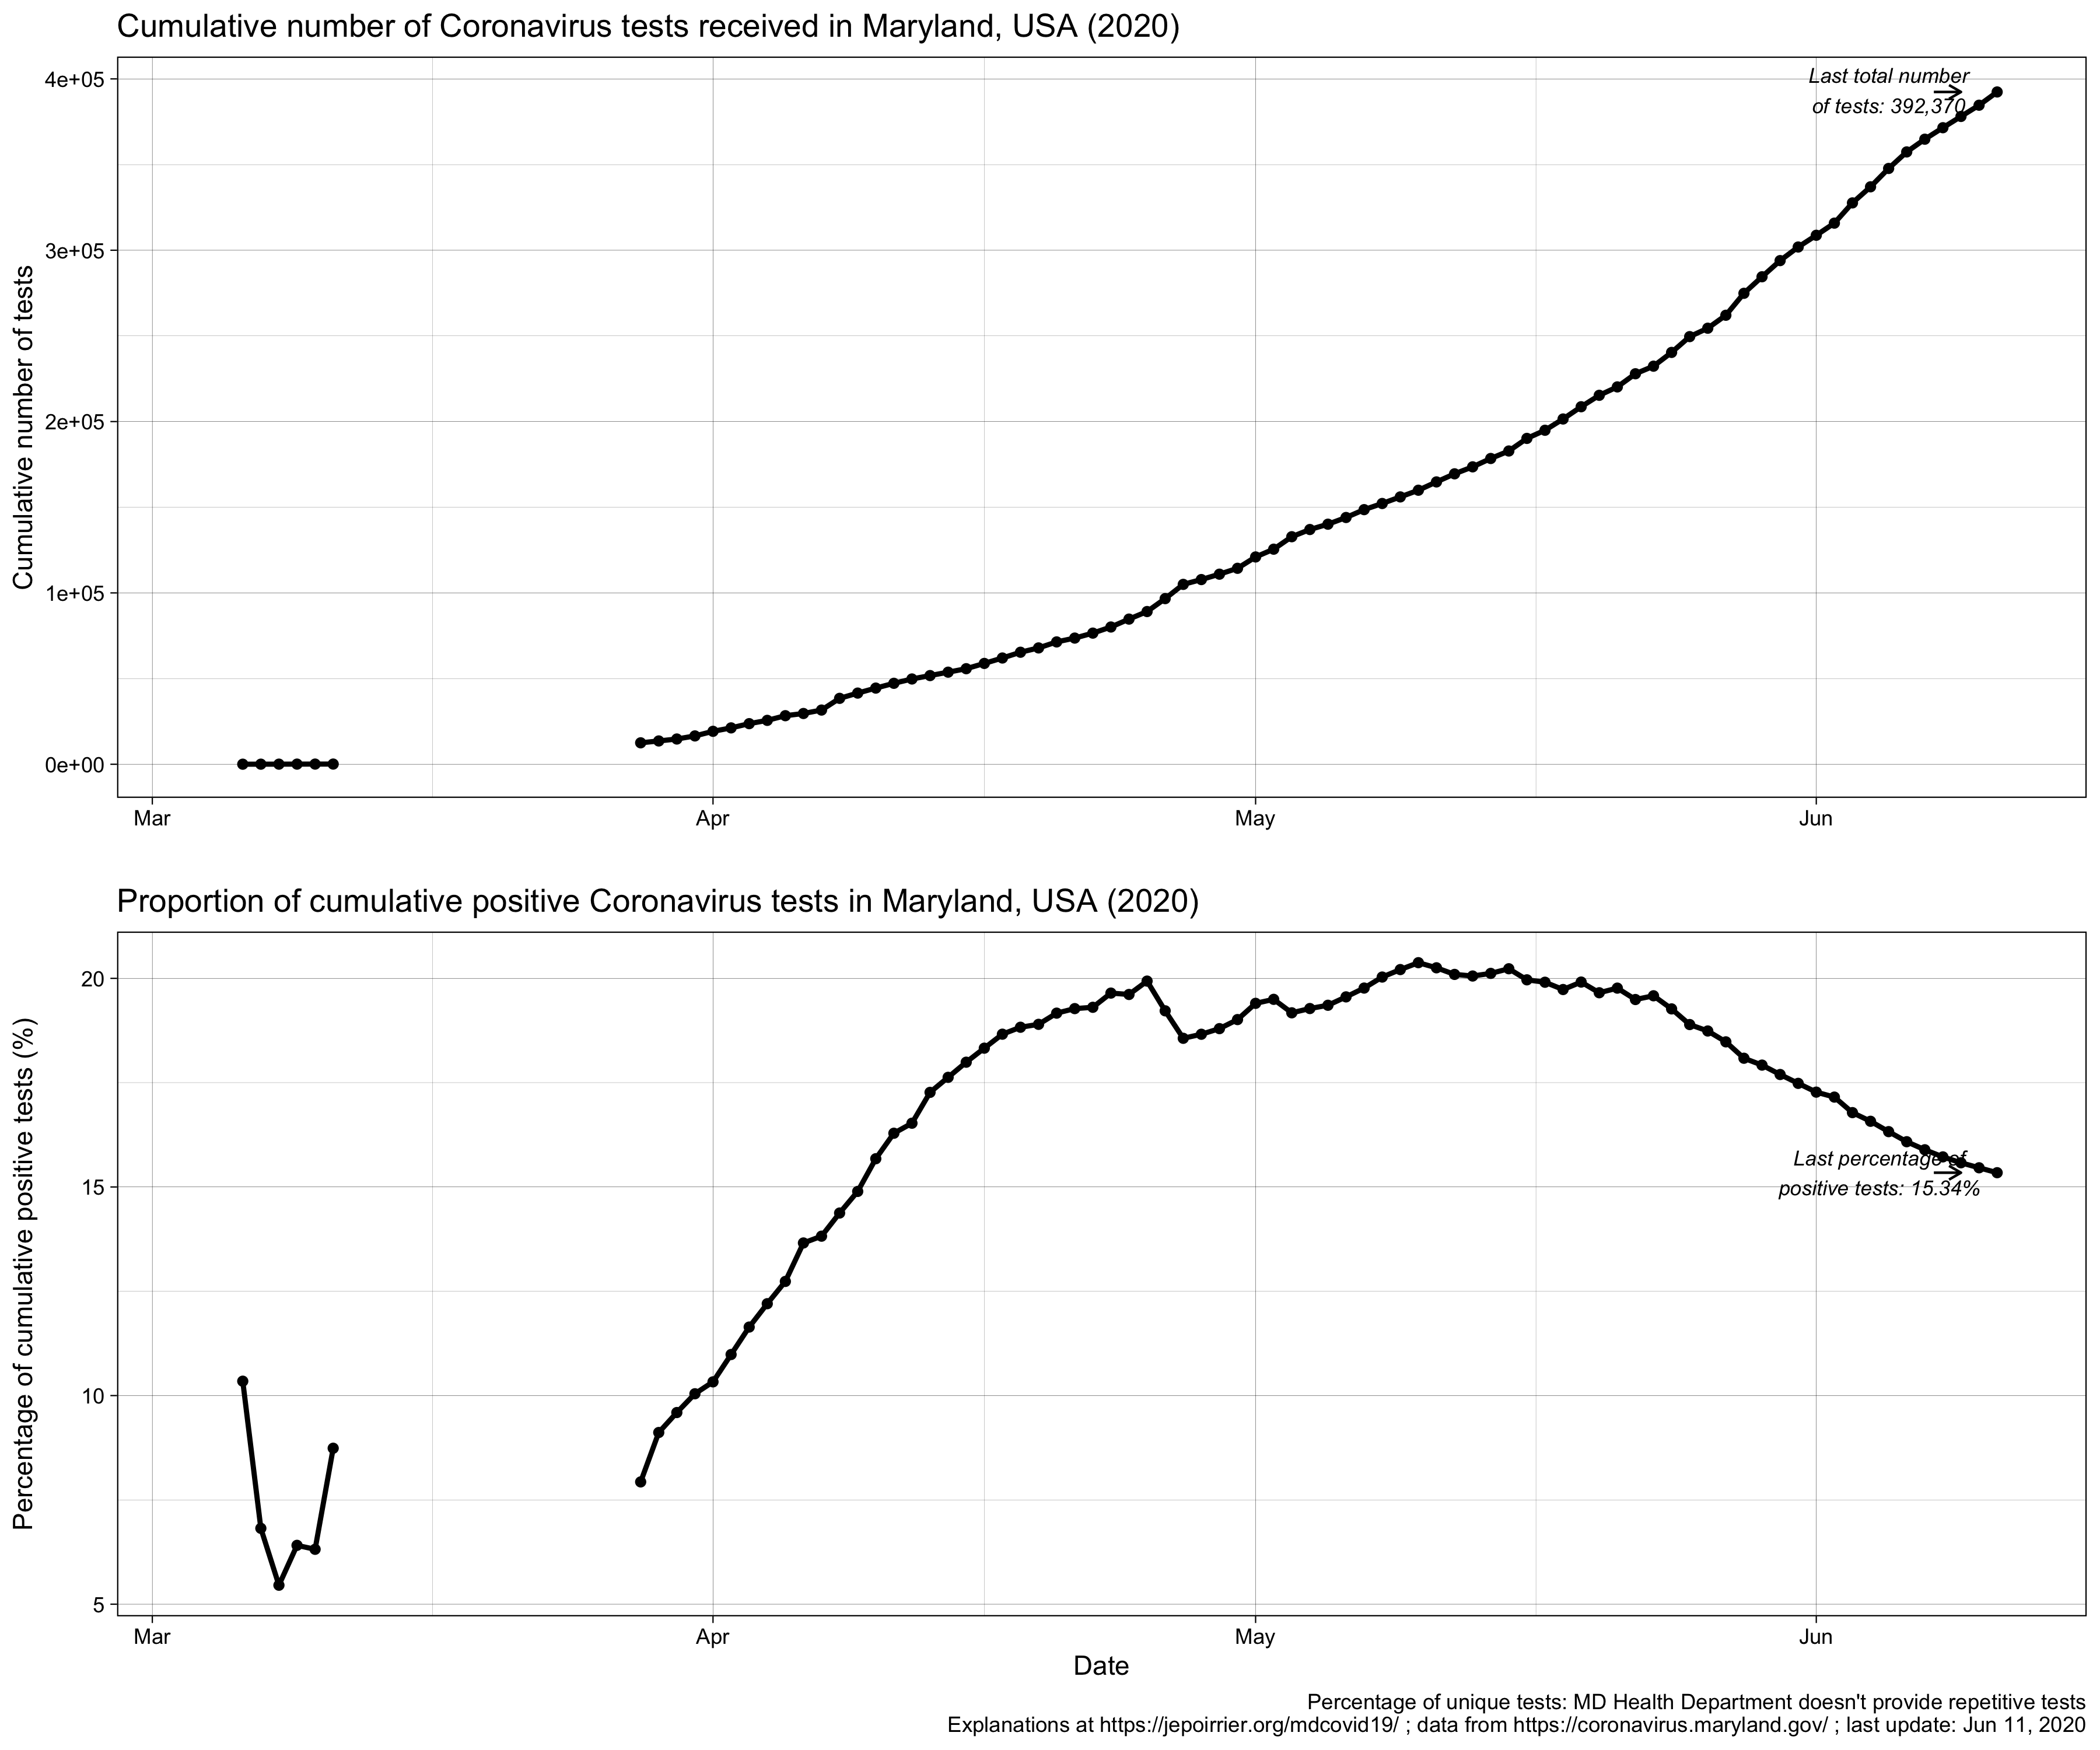 Cumulative number of Coronavirus tests received in Maryland, USA (2020)
Cumulative number of tests
4e+05
3e+05
2e+05
1e+05
0e+00
Last total number
of tests: 392,370
Mar
Apr
May
Jun
Proportion of cumulative positive Coronavirus tests in Maryland, USA (2020)
Percentage of cumulative positive tests (%)
20
15
10
5
Last percentage of
positive tests: 15.34%
Mar
Apr
May
Jun
Date
Percentage of unique tests: MD Health Department doesn't provide repetitive tests
Explanations at https://jepoirrier.org/mdcovid19/ ; data from https://coronavirus.maryland.gov/ ; last update: Jun 11, 2020